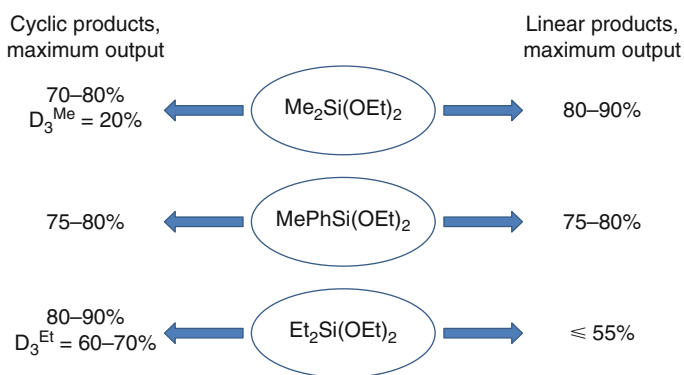 Cyclic products,
maximum output
Linear products,
maximum output
70–80%
D₃ᴹᵉ = 20%
Me₂Si(OEt)₂
80–90%
75–80%
MePhSi(OEt)₂
75–80%
80–90%
D₃ᴱᵗ = 60–70%
Et₂Si(OEt)₂
⩽ 55%